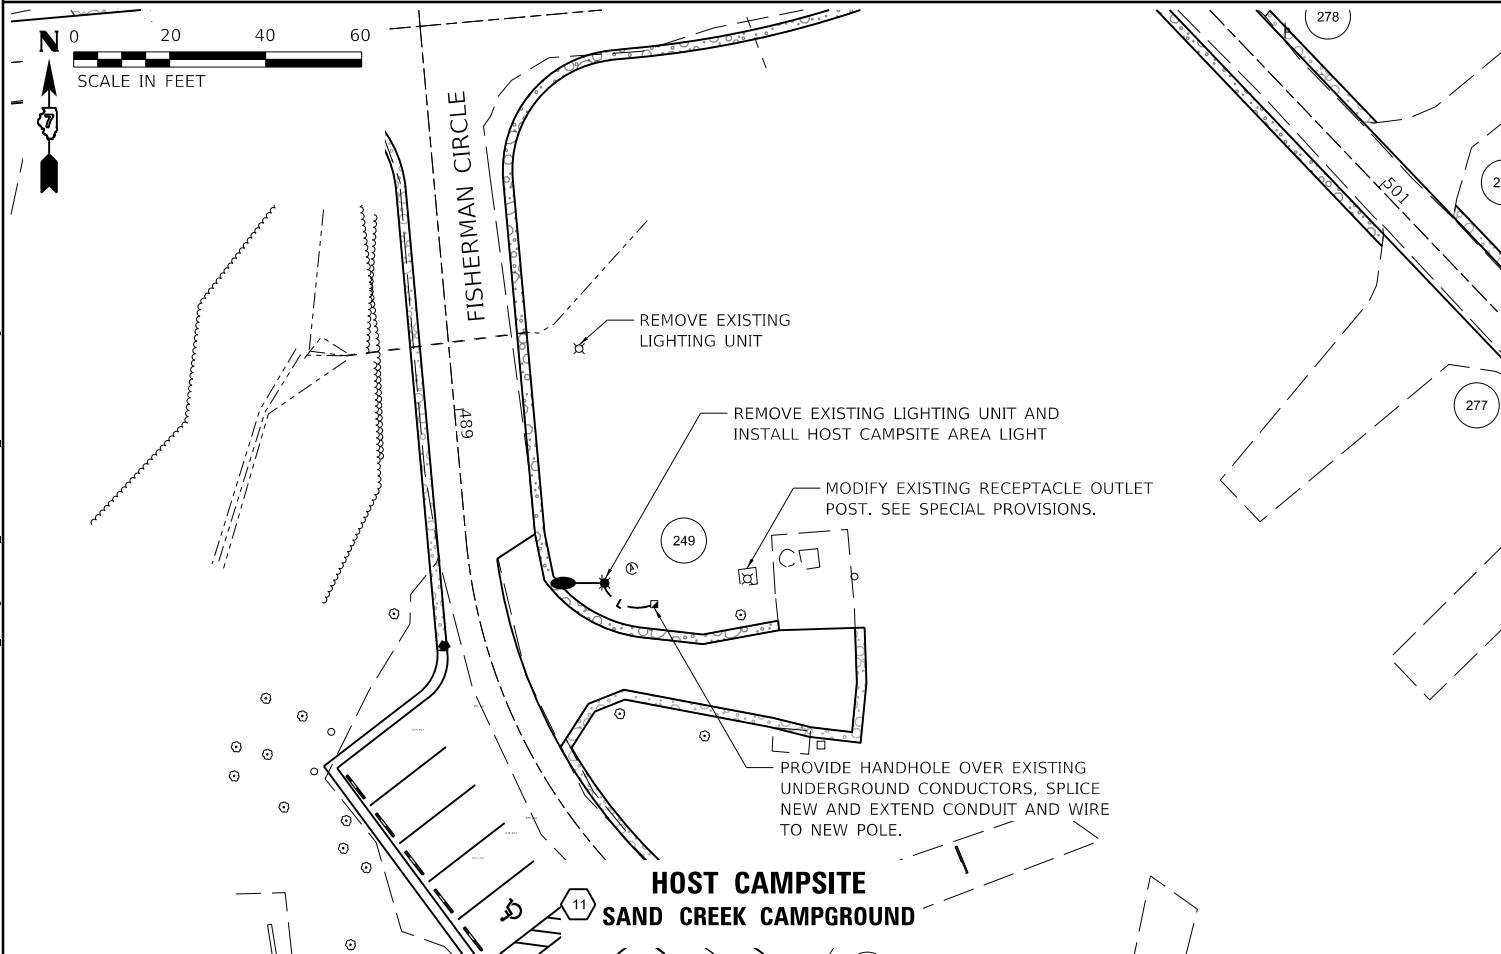 N
0 20 40 60
SCALE IN FEET
7
278
FISHERMAN CIRCLE
501
REMOVE EXISTING
LIGHTING UNIT
277
489
REMOVE EXISTING LIGHTING UNIT AND
INSTALL HOST CAMPSITE AREA LIGHT
MODIFY EXISTING RECEPTACLE OUTLET
POST. SEE SPECIAL PROVISIONS.
249
A
PROVIDE HANDHOLE OVER EXISTING
UNDERGROUND CONDUCTORS, SPLICE
NEW AND EXTEND CONDUIT AND WIRE
TO NEW POLE.
HOST CAMPSITE
11
SAND CREEK CAMPGROUND